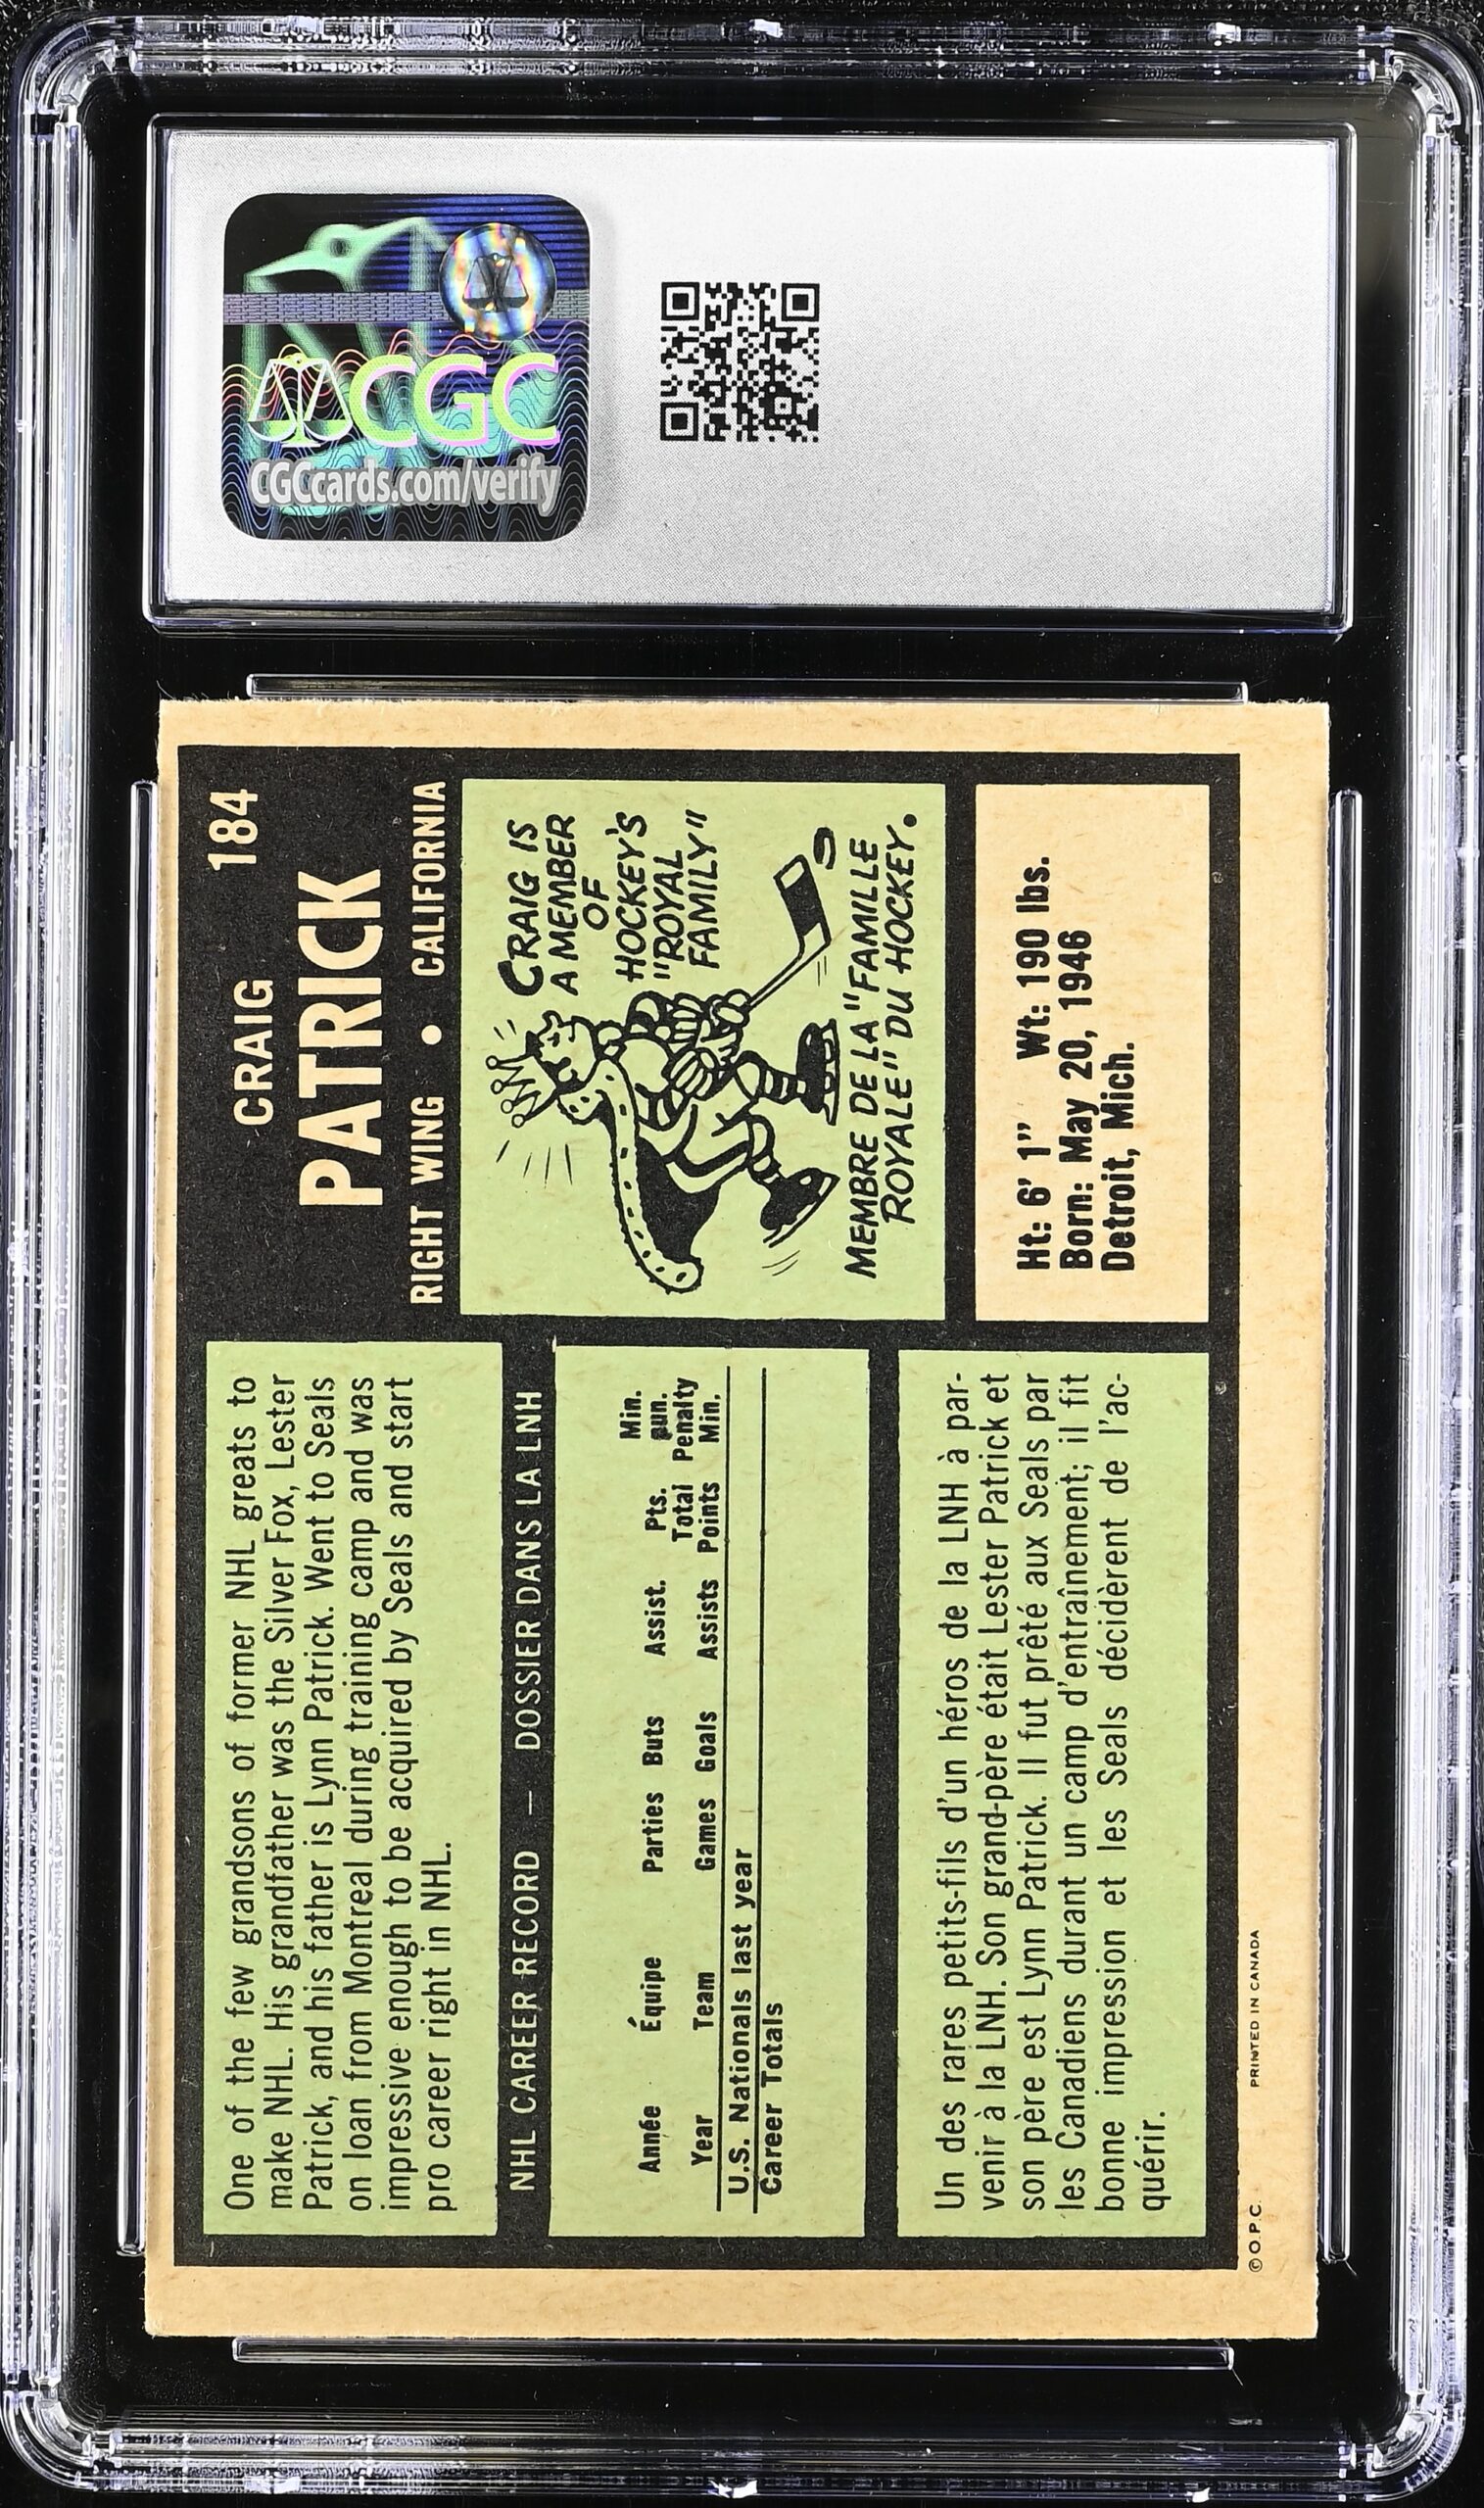 CGC
CGCcards.com/verify
CRAIG 184
PATRICK
RIGHT WING • CALIFORNIA
CRAIG IS
A MEMBER
OF
HOCKEY'S
"ROYAL
FAMILY"
MEMBRE DE LA "FAMILLE
ROYALE" DU HOCKEY.
Ht: 6' 1" Wt: 190 lbs.
Born: May 20, 1946
Detroit, Mich.
One of the few grandsons of former NHL greats to
make NHL. His grandfather was the Silver Fox, Lester
Patrick, and his father is Lynn Patrick. Went to Seals
on loan from Montreal during training camp and was
impressive enough to be acquired by Seals and start
pro career right in NHL.
NHL CAREER RECORD — DOSSIER DANS LA LNH
Année Équipe Parties Buts Assist. Pts. Min. pun.
Year Team Games Goals Assists Total Points Penalty Min.
U.S. Nationals last year
Career Totals
Un des rares petits-fils d'un héros de la LNH à par-
venir à la LNH. Son grand-père était Lester Patrick et
son père est Lynn Patrick. Il fut prêté aux Seals par
les Canadiens durant un camp d'entraînement; il fit
bonne impression et les Seals décidèrent de l'ac-
quérir.
© O.P.C. PRINTED IN CANADA